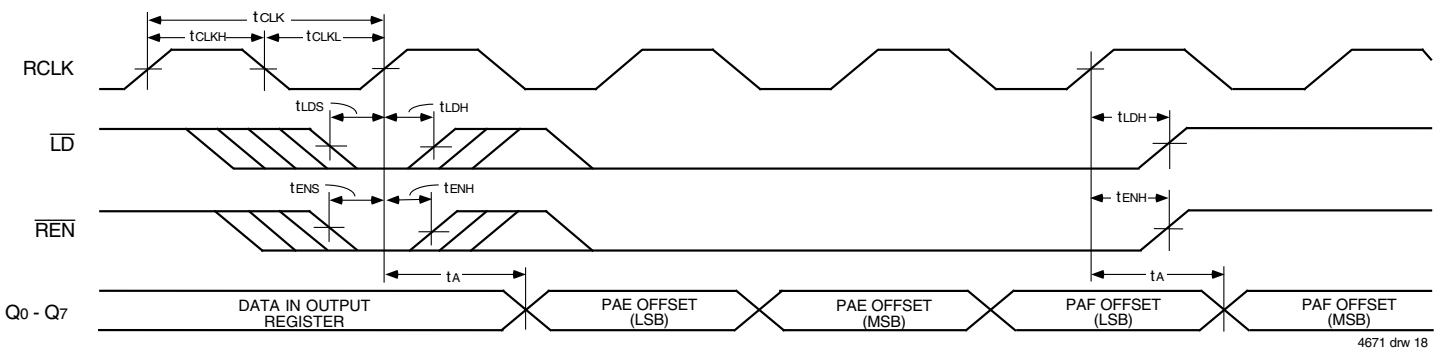 tCLK
tCLKH
tCLKL
RCLK
tLDS
tLDH
tLDH
LD
tENS
tENH
tENH
REN
tA
tA
Q0 - Q7
DATA IN OUTPUT
REGISTER
PAE OFFSET
(LSB)
PAE OFFSET
(MSB)
PAF OFFSET
(LSB)
PAF OFFSET
(MSB)
4671 drw 18